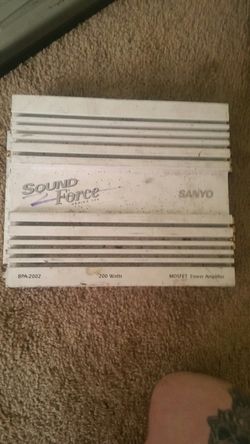 SOUND
Force
SANYO
BPA-2002 200 Watts MOSFET Power Amplifier